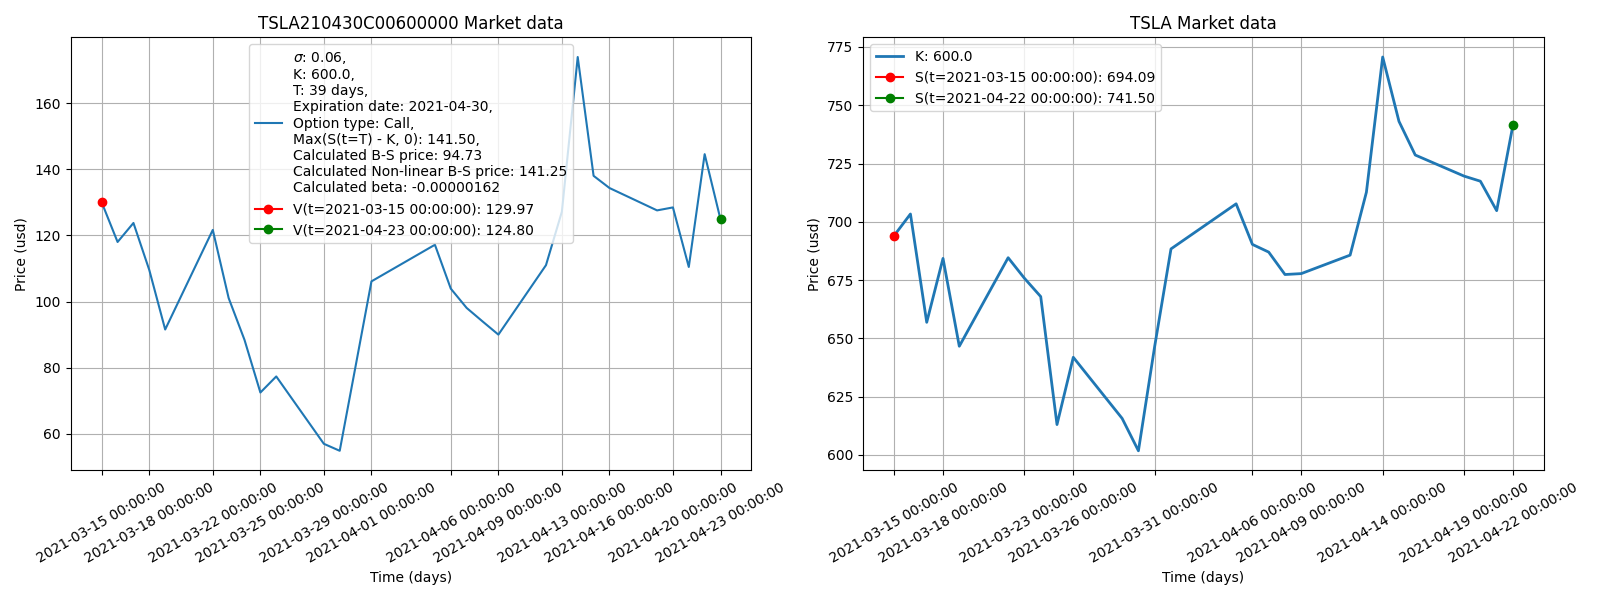 TSLA210430C00600000 Market data
σ: 0.06,
K: 600.0,
T: 39 days,
Expiration date: 2021-04-30,
Option type: Call,
Max(S(t=T) - K, 0): 141.50,
Calculated B-S price: 94.73
Calculated Non-linear B-S price: 141.25
Calculated beta: -0.00000162
V(t=2021-03-15 00:00:00): 129.97
V(t=2021-04-23 00:00:00): 124.80
Price (usd)
160
140
120
100
80
60
2021-03-15 00:00:00
2021-03-18 00:00:00
2021-03-22 00:00:00
2021-03-25 00:00:00
2021-03-29 00:00:00
2021-04-01 00:00:00
2021-04-06 00:00:00
2021-04-09 00:00:00
2021-04-13 00:00:00
2021-04-16 00:00:00
2021-04-20 00:00:00
2021-04-23 00:00:00
Time (days)
TSLA Market data
K: 600.0
S(t=2021-03-15 00:00:00): 694.09
S(t=2021-04-22 00:00:00): 741.50
Price (usd)
775
750
725
700
675
650
625
600
2021-03-15 00:00:00
2021-03-18 00:00:00
2021-03-23 00:00:00
2021-03-26 00:00:00
2021-03-31 00:00:00
2021-04-06 00:00:00
2021-04-09 00:00:00
2021-04-14 00:00:00
2021-04-19 00:00:00
2021-04-22 00:00:00
Time (days)